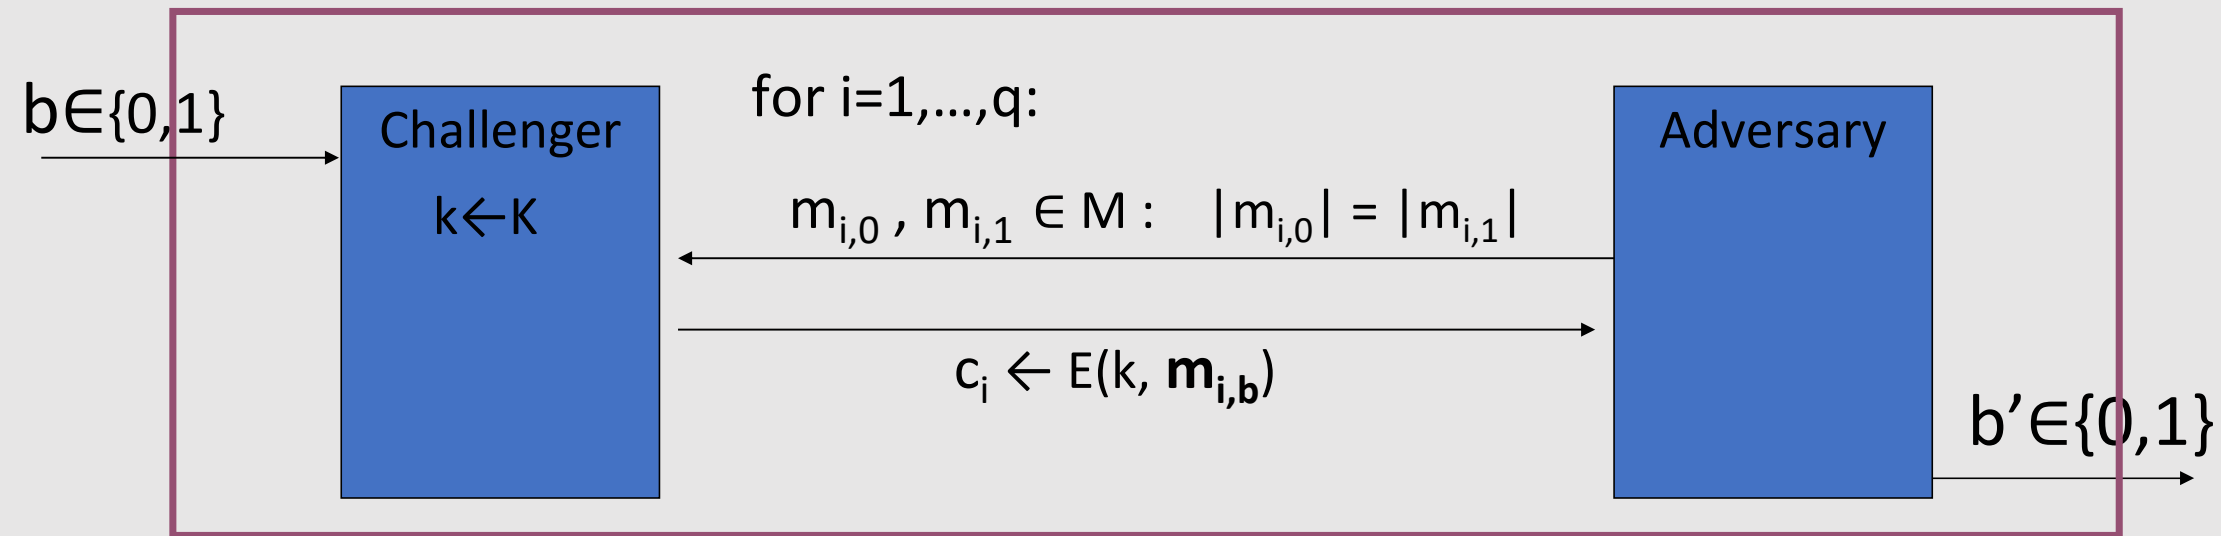 b∈{0,1}
Challenger
k←K
for i=1,...,q:
m_{i,0} , m_{i,1} ∈ M : |m_{i,0}| = |m_{i,1}|
c_i ← E(k, m_{i,b})
Adversary
b’∈{0,1}